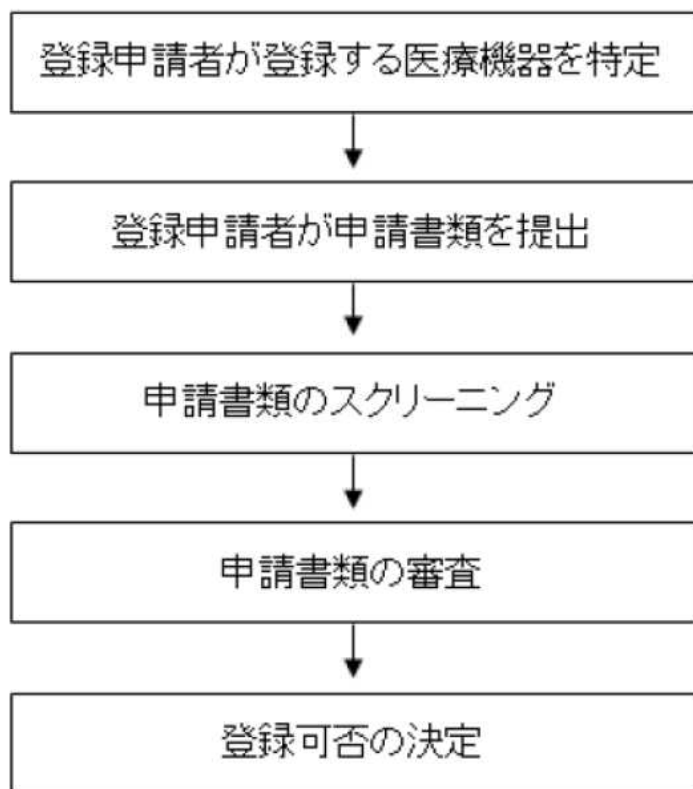 登録申請者が登録する医療機器を特定
登録申請者が申請書類を提出
申請書類のスクリーニング
申請書類の審査
登録可否の決定